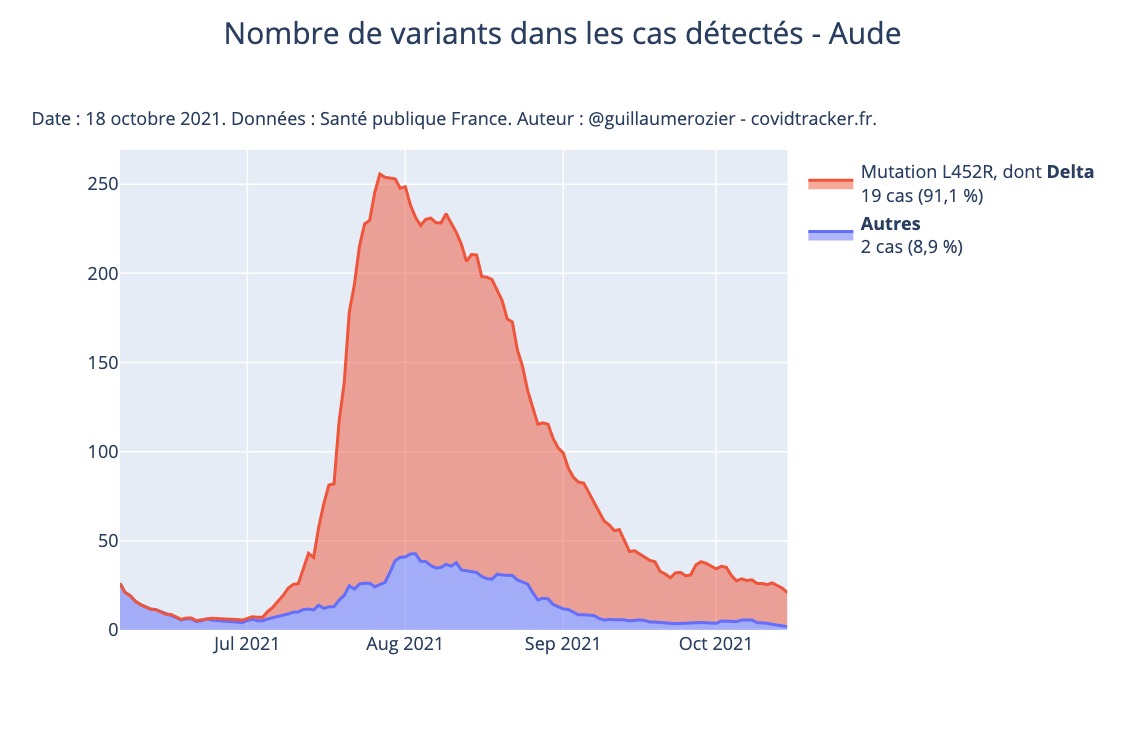 Nombre de variants dans les cas détectés - Aude
Date : 18 octobre 2021. Données : Santé publique France. Auteur : @guillaumerozier - covidtracker.fr.
Mutation L452R, dont Delta
19 cas (91,1 %)
Autres
2 cas (8,9 %)
250
200
150
100
50
0
Jul 2021
Aug 2021
Sep 2021
Oct 2021